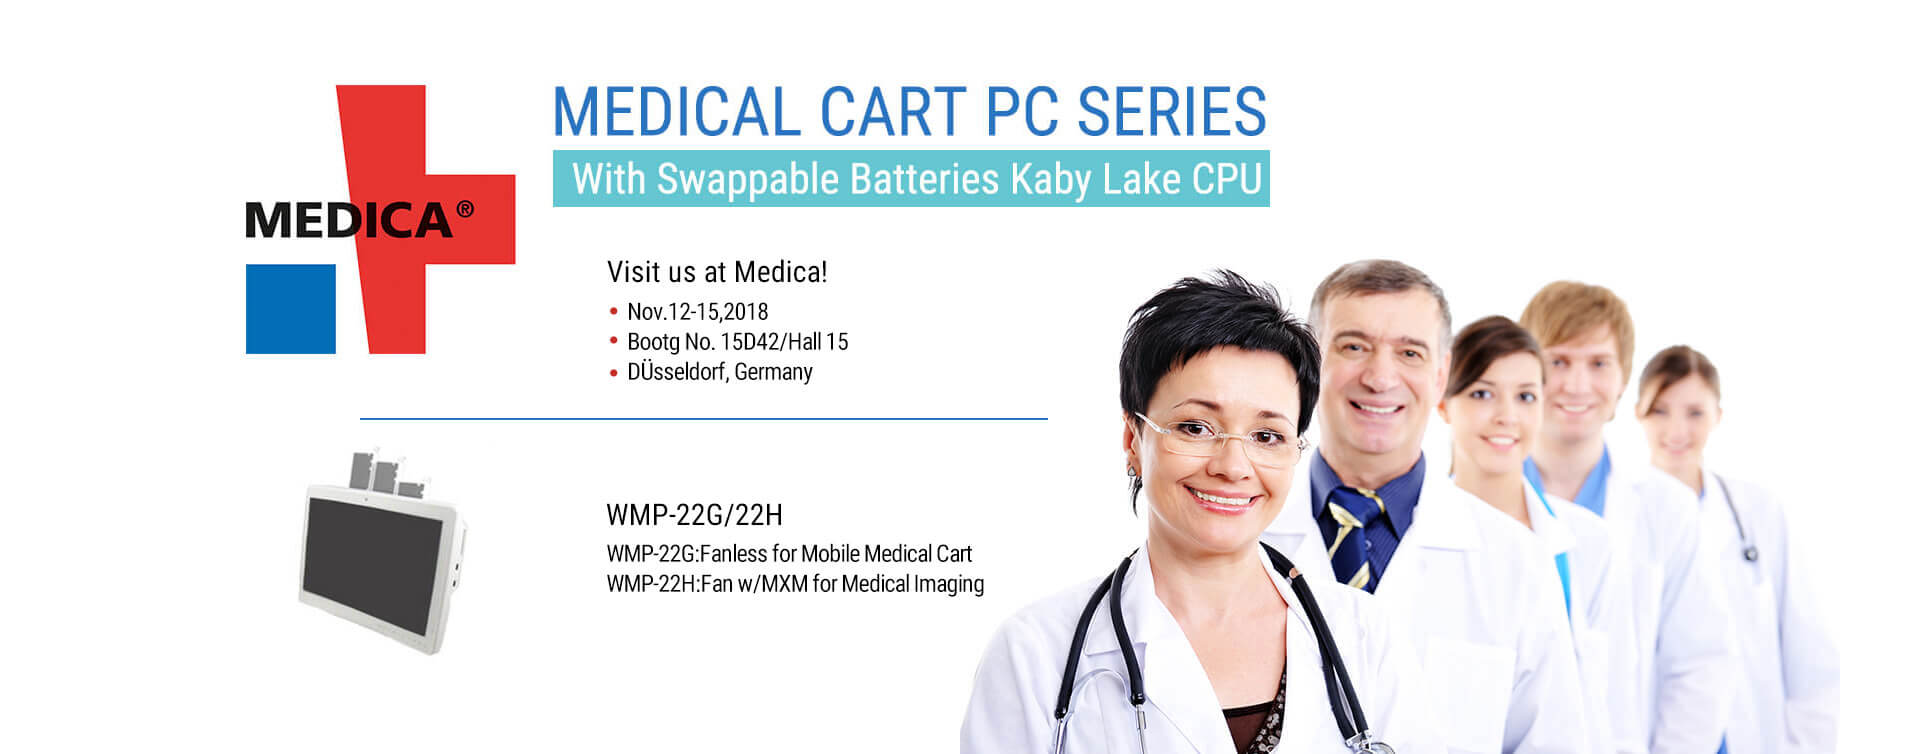 MEDICA®
MEDICAL CART PC SERIES
With Swappable Batteries Kaby Lake CPU
Visit us at Medica!
• Nov.12-15,2018
• Bootg No. 15D42/Hall 15
• DÜsseldorf, Germany
WMP-22G/22H
WMP-22G:Fanless for Mobile Medical Cart
WMP-22H:Fan w/MXM for Medical Imaging